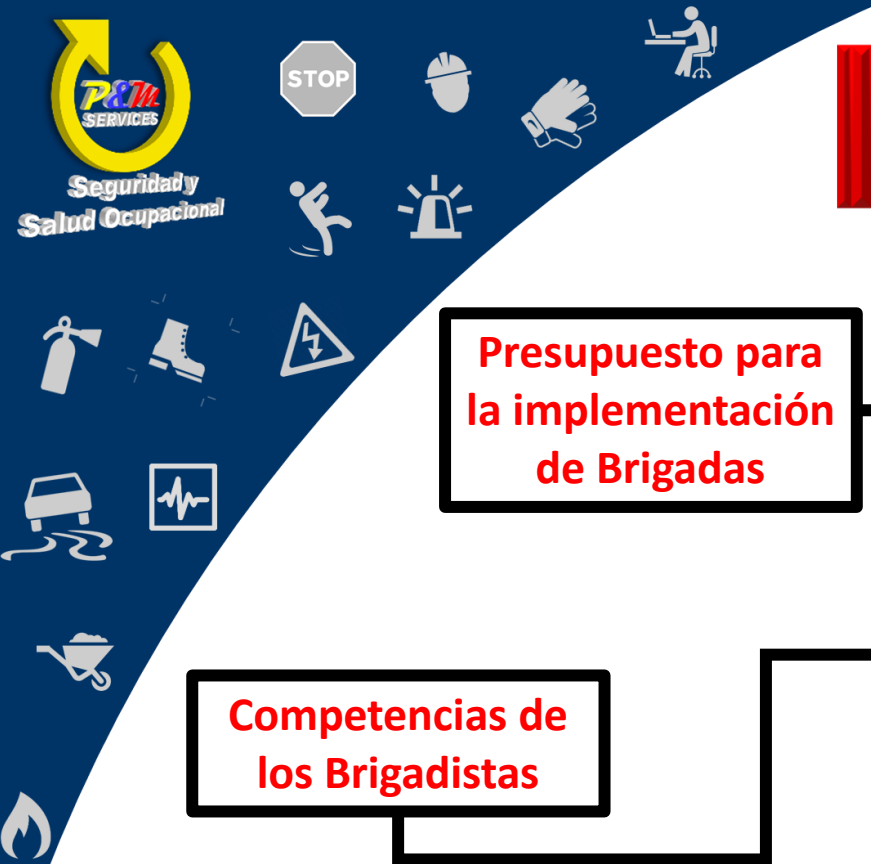 P&M
SERVICES
Seguridad y
Salud Ocupacional
STOP
Presupuesto para
la implementación
de Brigadas
Competencias de
los Brigadistas